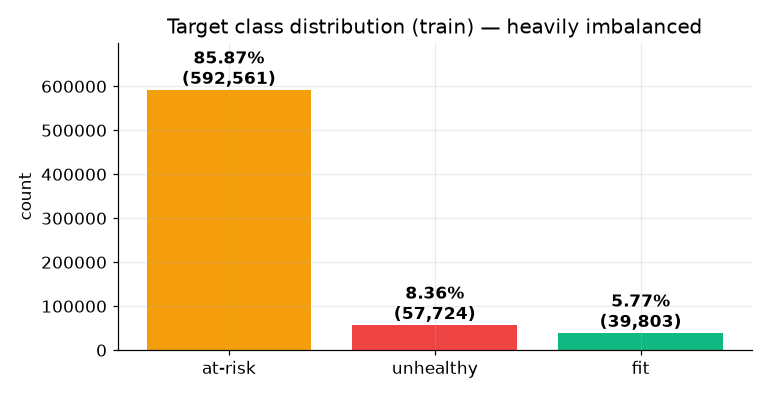 Target class distribution (train) — heavily imbalanced
85.87%
(592,561)
8.36%
(57,724)
5.77%
(39,803)
count
600000
500000
400000
300000
200000
100000
0
at-risk
unhealthy
fit